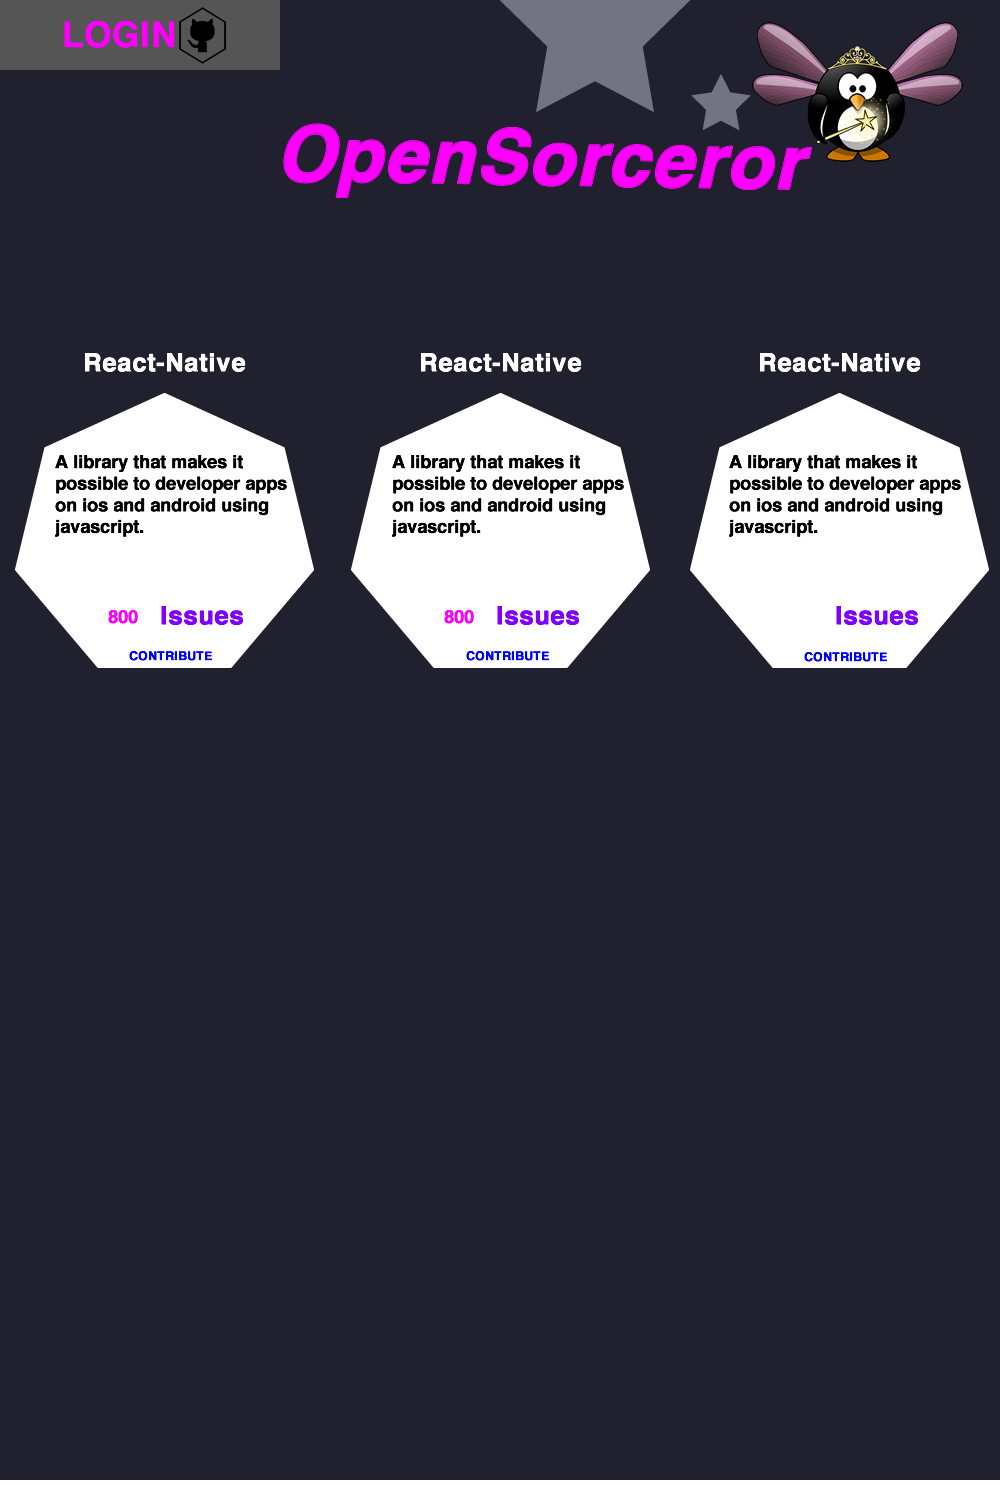 LOGIN
OpenSorceror
React-Native
A library that makes it
possible to developer apps
on ios and android using
javascript.
800 Issues
CONTRIBUTE
React-Native
A library that makes it
possible to developer apps
on ios and android using
javascript.
800 Issues
CONTRIBUTE
React-Native
A library that makes it
possible to developer apps
on ios and android using
javascript.
Issues
CONTRIBUTE